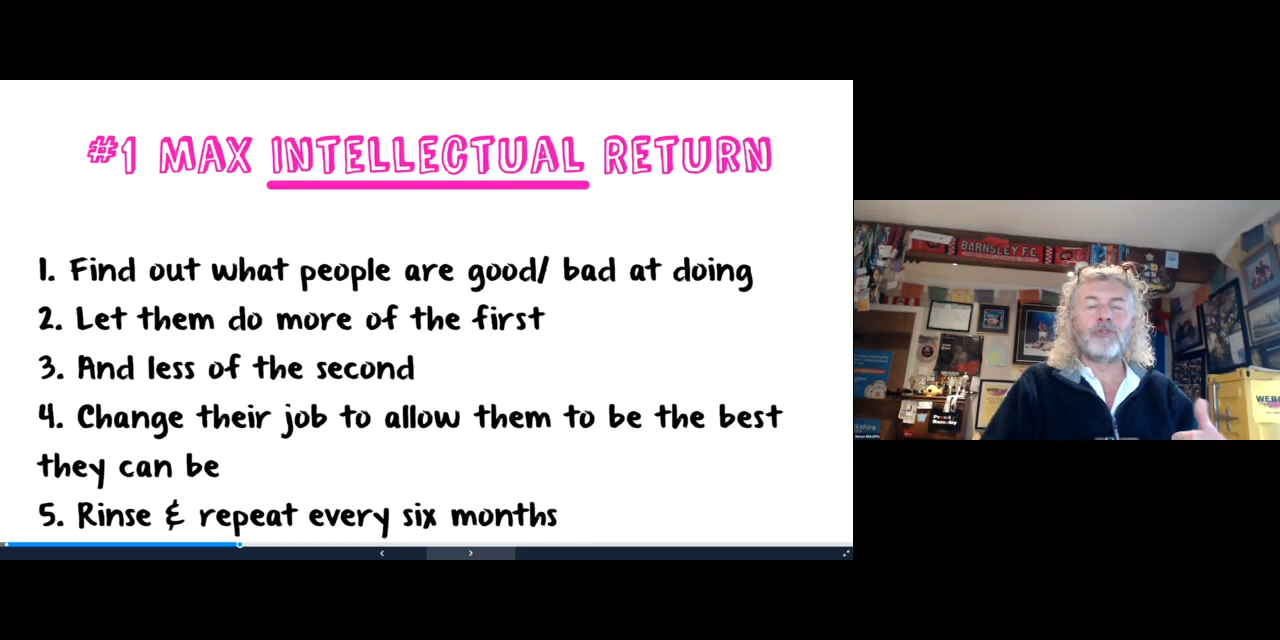 #1 MAX INTELLECTUAL RETURN
1. Find out what people are good/ bad at doing
2. Let them do more of the first
3. And less of the second
4. Change their job to allow them to be the best
they can be
5. Rinse & repeat every six months
BARNSLEY F.C.